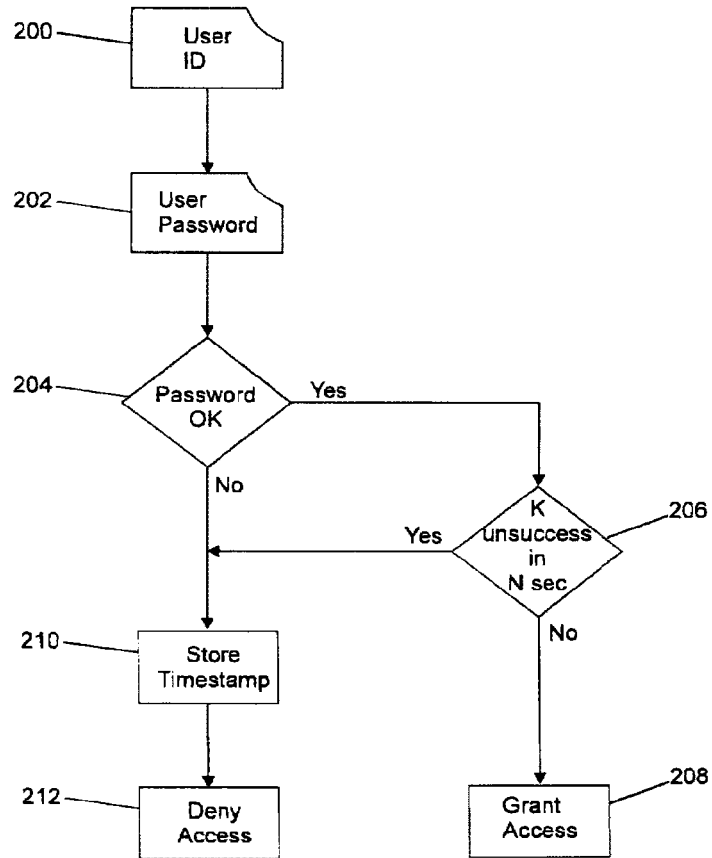 200
User
ID
202
User
Password
204
Password
OK
Yes
No
K
unsuccess
in
N sec
206
Yes
No
210
Store
Timestamp
212
Deny
Access
Grant
Access
208